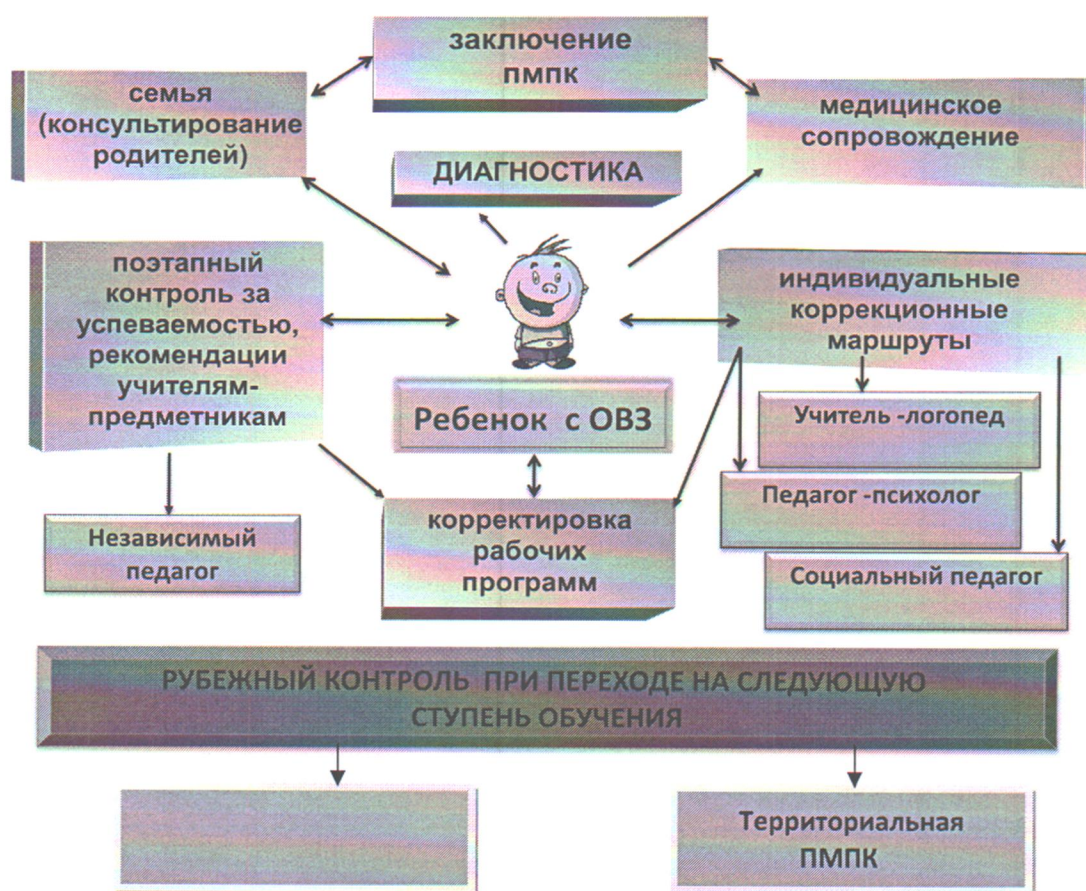 заключение
пмпк
семья
(консультирование
родителей)
медицинское
сопровождение
ДИАГНОСТИКА
поэтапный
контроль за
успеваемостью,
рекомендации
учителям-
предметникам
индивидуальные
коррекционные
маршруты
Ребенок с ОВЗ
Учитель -логопед
Педагог -психолог
Социальный педагог
Независимый
педагог
корректировка
рабочих
программ
РУБЕЖНЫЙ КОНТРОЛЬ ПРИ ПЕРЕХОДЕ НА СЛЕДУЮЩУЮ
СТУПЕНЬ ОБУЧЕНИЯ
Территориальная
ПМПК